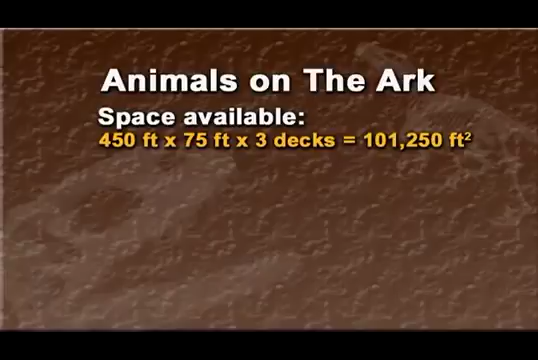 Animals on The Ark
Space available:
450 ft x 75 ft x 3 decks = 101,250 ft²